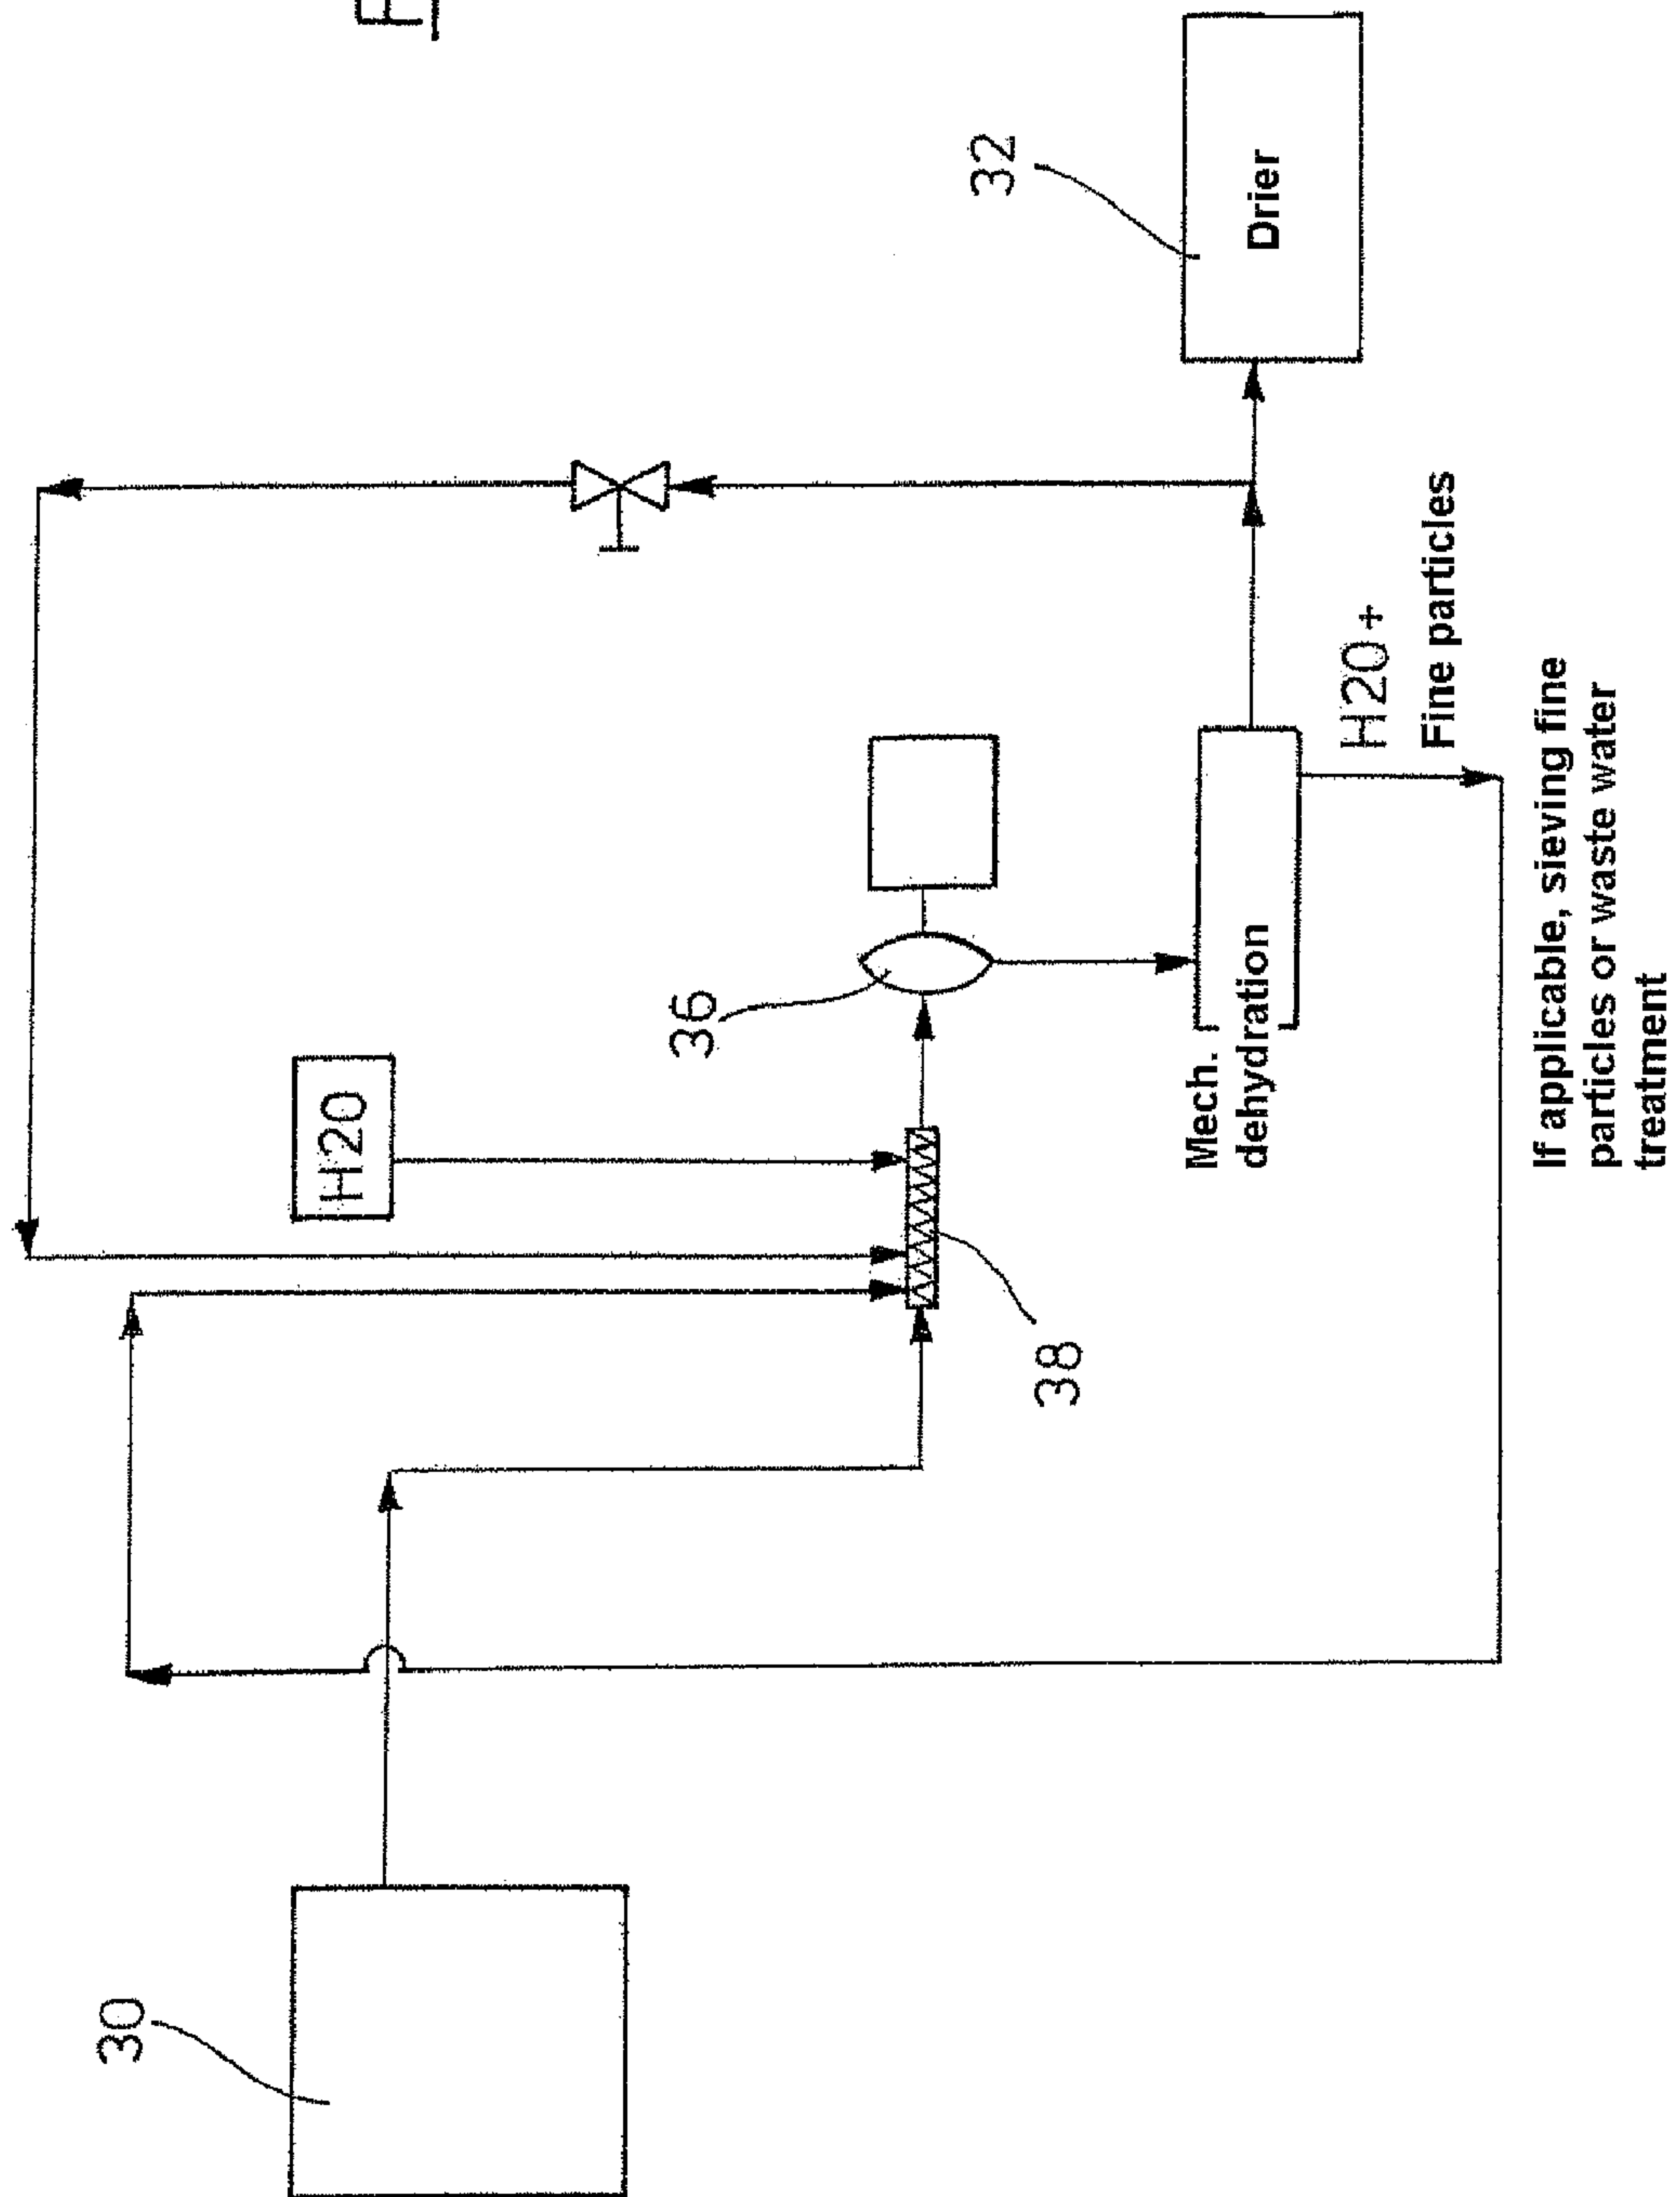 30
H20
36
32
38
Mech.
dehydration
Drier
H20+
Fine particles
If applicable, sieving fine
particles or waste water
treatment